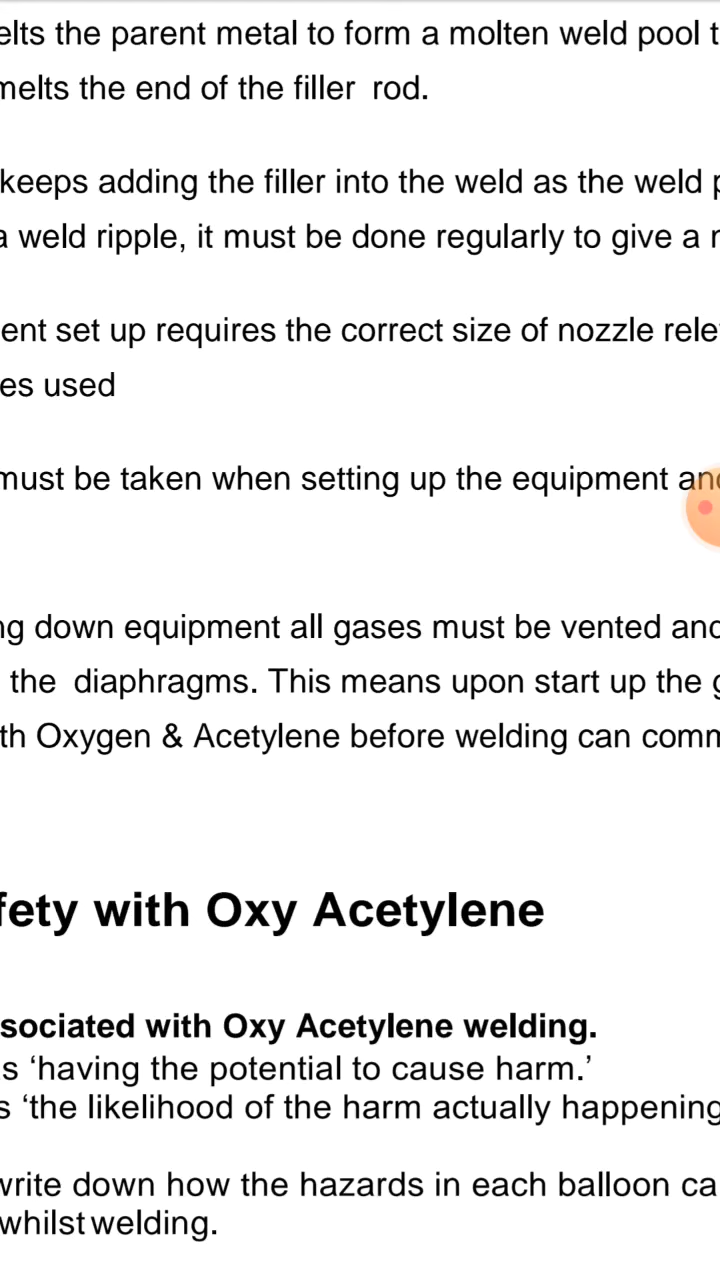 elts the parent metal to form a molten weld pool t
melts the end of the filler rod.
keeps adding the filler into the weld as the weld p
a weld ripple, it must be done regularly to give a
ent set up requires the correct size of nozzle rele
es used
must be taken when setting up the equipment and
ng down equipment all gases must be vented and
the diaphragms. This means upon start up the g
th Oxygen & Acetylene before welding can comm
fety with Oxy Acetylene
sociated with Oxy Acetylene welding.
s ‘having the potential to cause harm.’
s ‘the likelihood of the harm actually happening
write down how the hazards in each balloon ca
whilst welding.